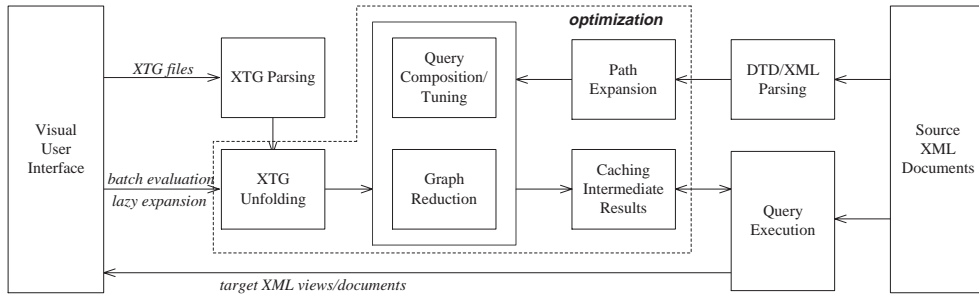 optimization
XTG files
XTG Parsing
Query
Composition/
Tuning
Path
Expansion
DTD/XML
Parsing
Visual
User
Interface
Source
XML
Documents
batch evaluation
lazy expansion
XTG
Unfolding
Graph
Reduction
Caching
Intermediate
Results
Query
Execution
target XML views/documents